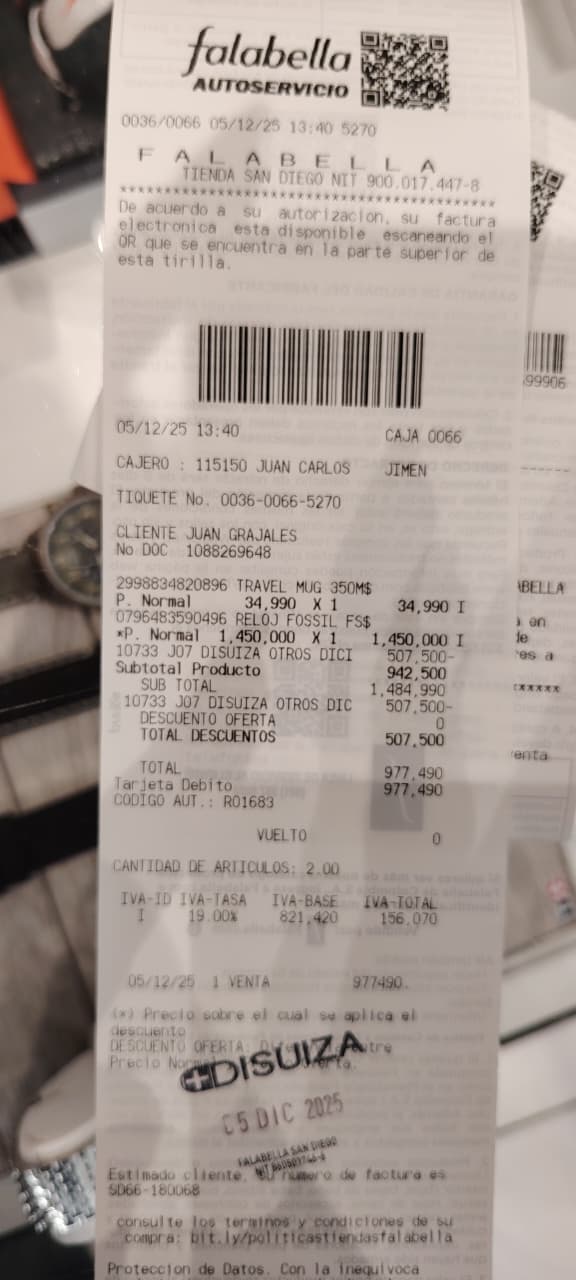 falabella
AUTOSERVICIO
0036/0066 05/12/25 13:40 5270
F A L A B E L L A
TIENDA SAN DIEGO NIT 900.017.447-8
De acuerdo a su autorizacion, su factura
electronica esta disponible escaneando el
QR que se encuentra en la parte superior de
esta tirilla.
05/12/25 13:40 CAJA 0066
CAJERO : 115150 JUAN CARLOS JIMEN
TIQUETE No. 0036-0066-5270
CLIENTE JUAN GRAJALES
No DOC 1088269648
2998834820896 TRAVEL MUG 350M$
P. Normal 34,990 X 1 34,990 I
0796483590496 RELOJ FOSSIL FS$
*P. Normal 1,450,000 X 1 1,450,000 I
10733 J07 DISUIZA OTROS DICI 507,500-
Subtotal Producto 942,500
SUB TOTAL 1,484,990
10733 J07 DISUIZA OTROS DIC 507,500-
DESCUENTO OFERTA 0
TOTAL DESCUENTOS 507,500
TOTAL 977,490
Tarjeta Debito 977,490
CODIGO AUT.: R01683
VUELTO 0
CANTIDAD DE ARTICULOS: 2.00
IVA-ID IVA-TASA IVA-BASE IVA-TOTAL
I 19.00% 821,420 156,070
05/12/25 1 VENTA 977490.
(*) Precio sobre el cual se aplica el
descuento
DESCUENTO OFERTA:
Precio
DISUIZA
05 DIC 2025
FALABELLA SAN DIEGO
Estimado cliente, su numero de factura es
SD66-180068
consulte los terminos y condiciones de su
compra: bit.ly/politicastiendasfalabella
Proteccion de Datos. Con la inequivoca
99906
ABELLA
en
de
es a
enta